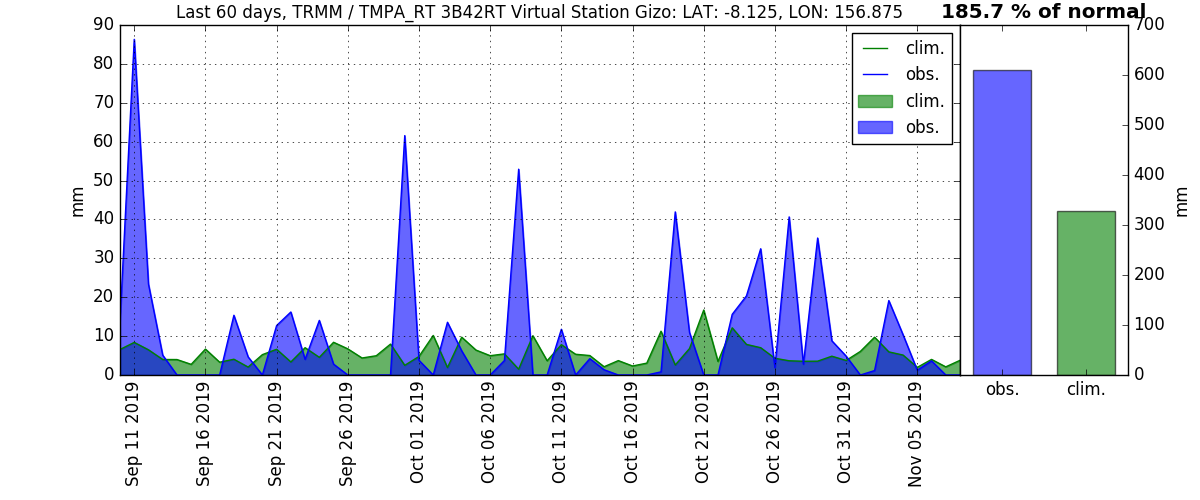 Last 60 days, TRMM / TMPA_RT 3B42RT Virtual Station Gizo: LAT: -8.125, LON: 156.875
185.7 % of normal
90
80
70
60
50
40
30
20
10
0
mm
clim.
obs.
clim.
obs.
Sep 11 2019
Sep 16 2019
Sep 21 2019
Sep 26 2019
Oct 01 2019
Oct 06 2019
Oct 11 2019
Oct 16 2019
Oct 21 2019
Oct 26 2019
Oct 31 2019
Nov 05 2019
700
600
500
400
300
200
100
0
mm
obs.
clim.